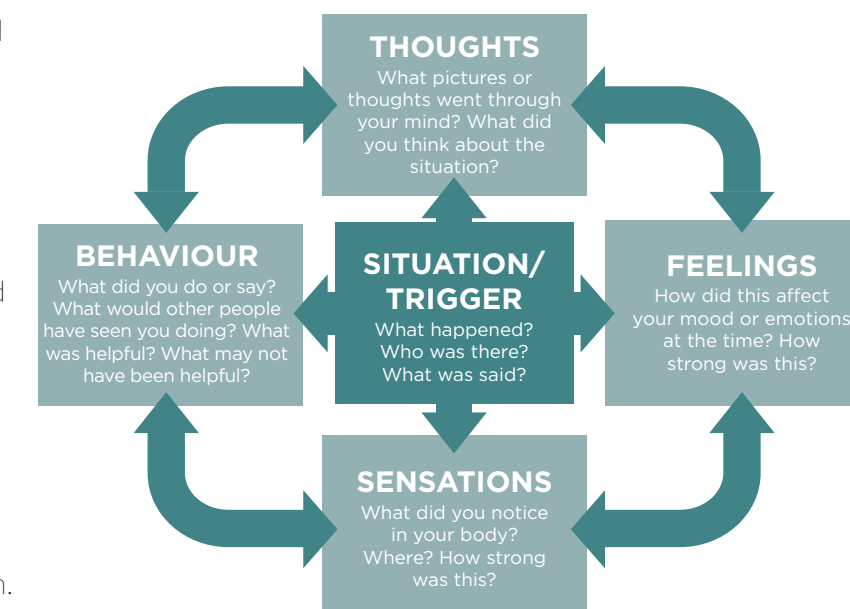 THOUGHTS
What pictures or
thoughts went through
your mind? What did
you think about the
situation?
BEHAVIOUR
What did you do or say?
What would other people
have seen you doing? What
was helpful? What may not
have been helpful?
SITUATION/
TRIGGER
What happened?
Who was there?
What was said?
FEELINGS
How did this affect
your mood or emotions
at the time? How
strong was this?
SENSATIONS
What did you notice
in your body?
Where? How strong
was this?